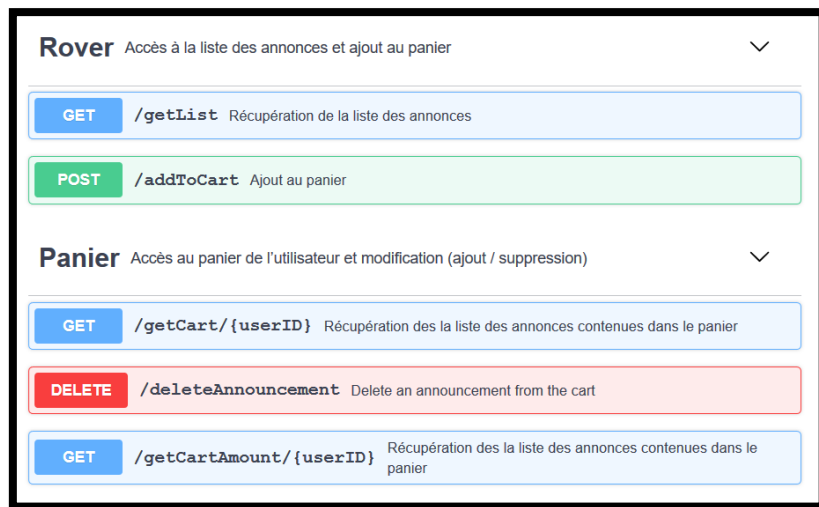 Rover Accès à la liste des annonces et ajout au panier
GET /getList Récupération de la liste des annonces
POST /addToCart Ajout au panier
Panier Accès au panier de l'utilisateur et modification (ajout / suppression)
GET /getCart/{userID} Récupération des la liste des annonces contenues dans le panier
DELETE /deleteAnnouncement Delete an announcement from the cart
GET /getCartAmount/{userID} Récupération des la liste des annonces contenues dans le
panier